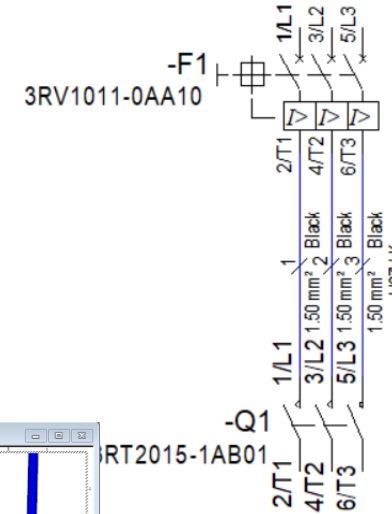 1/L1
3/L2
5/L3
-F1
3RV1011-0AA10
I>
I>
I>
2/T1
4/T2
6/T3
1
1.50 mm² Black
2
1.50 mm² Black
3
1.50 mm² Black
1/L1
3/L2
5/L3
-Q1
RT2015-1AB01
2/T1
4/T2
6/T3